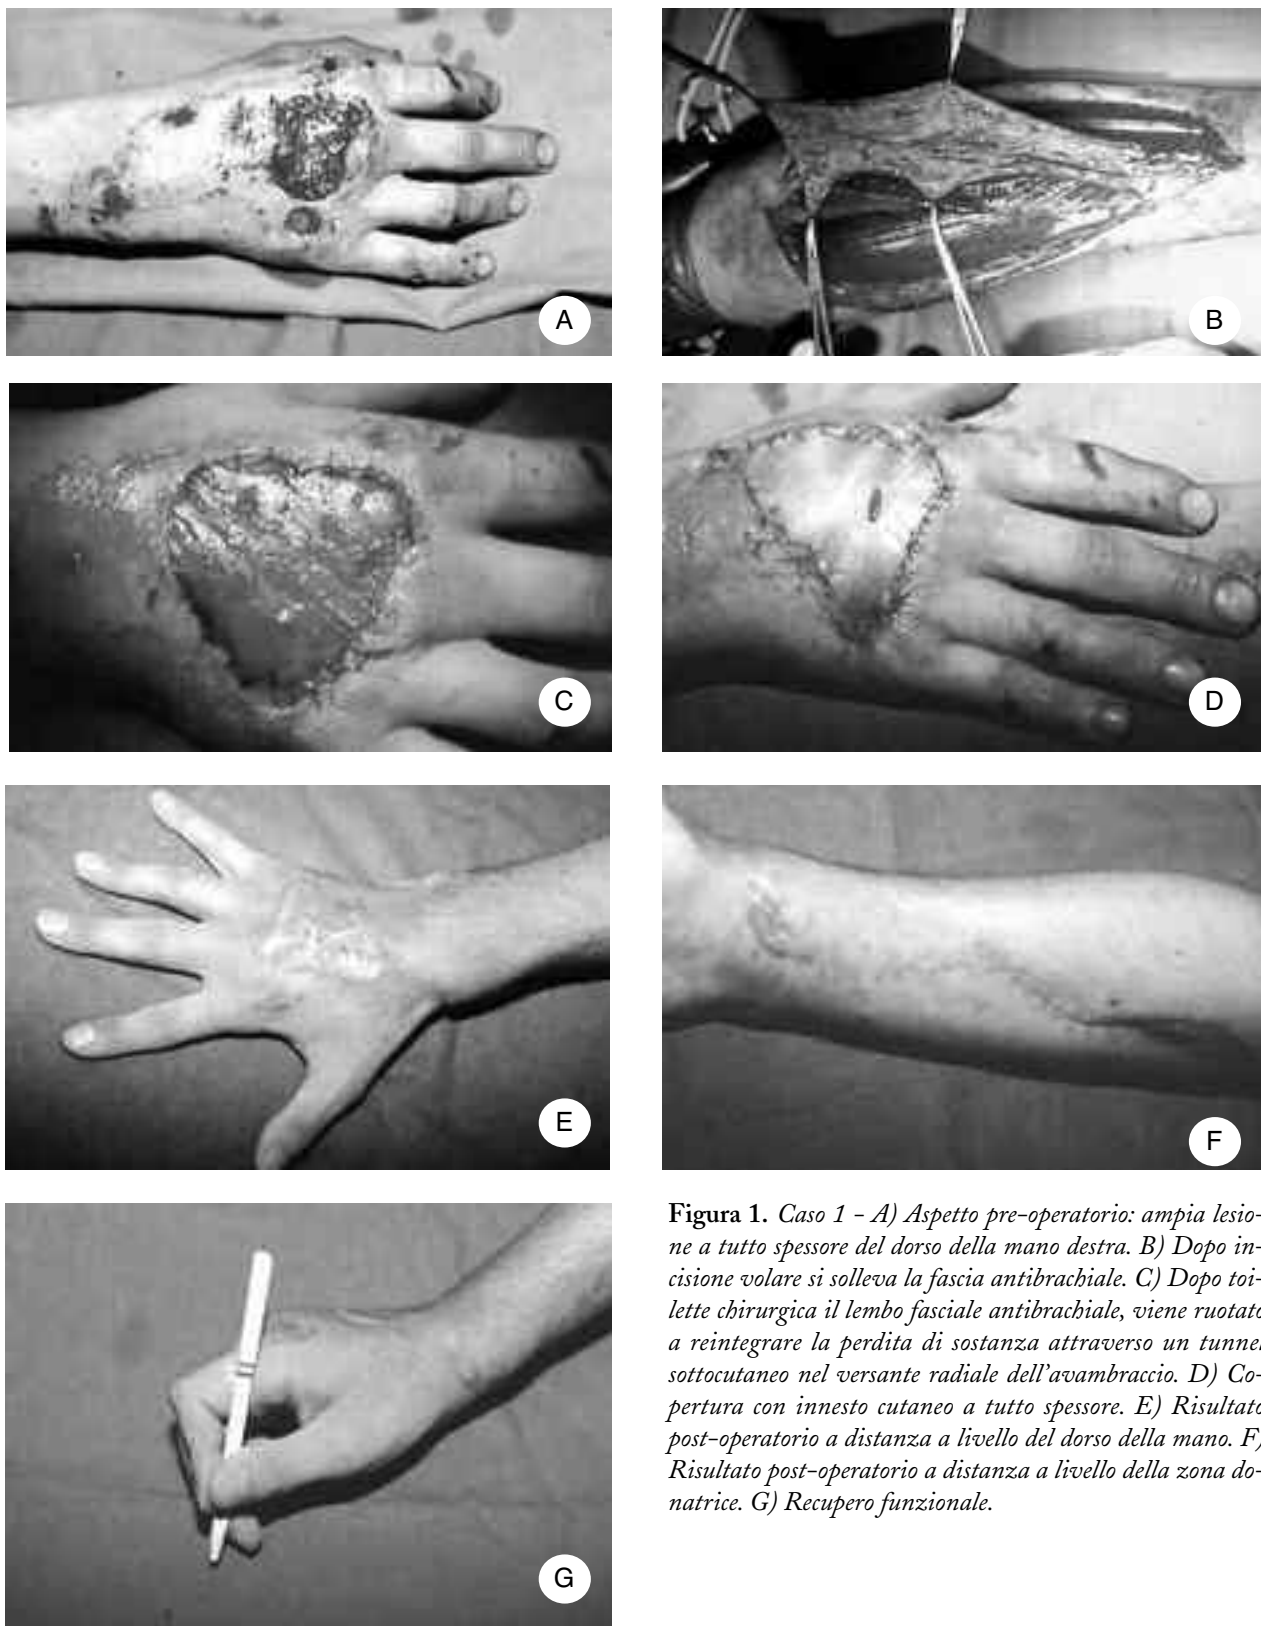 A
B
C
D
E
F
G
Figura 1. Caso 1 - A) Aspetto pre-operatorio: ampia lesio-
ne a tutto spessore del dorso della mano destra. B) Dopo in-
cisione volare si solleva la fascia antibrachiale. C) Dopo toi-
lette chirurgica il lembo fasciale antibrachiale, viene ruotato
a reintegrare la perdita di sostanza attraverso un tunnel
sottocutaneo nel versante radiale dell'avambraccio. D) Co-
pertura con innesto cutaneo a tutto spessore. E) Risultato
post-operatorio a distanza a livello del dorso della mano. F)
Risultato post-operatorio a distanza a livello della zona do-
natrice. G) Recupero funzionale.